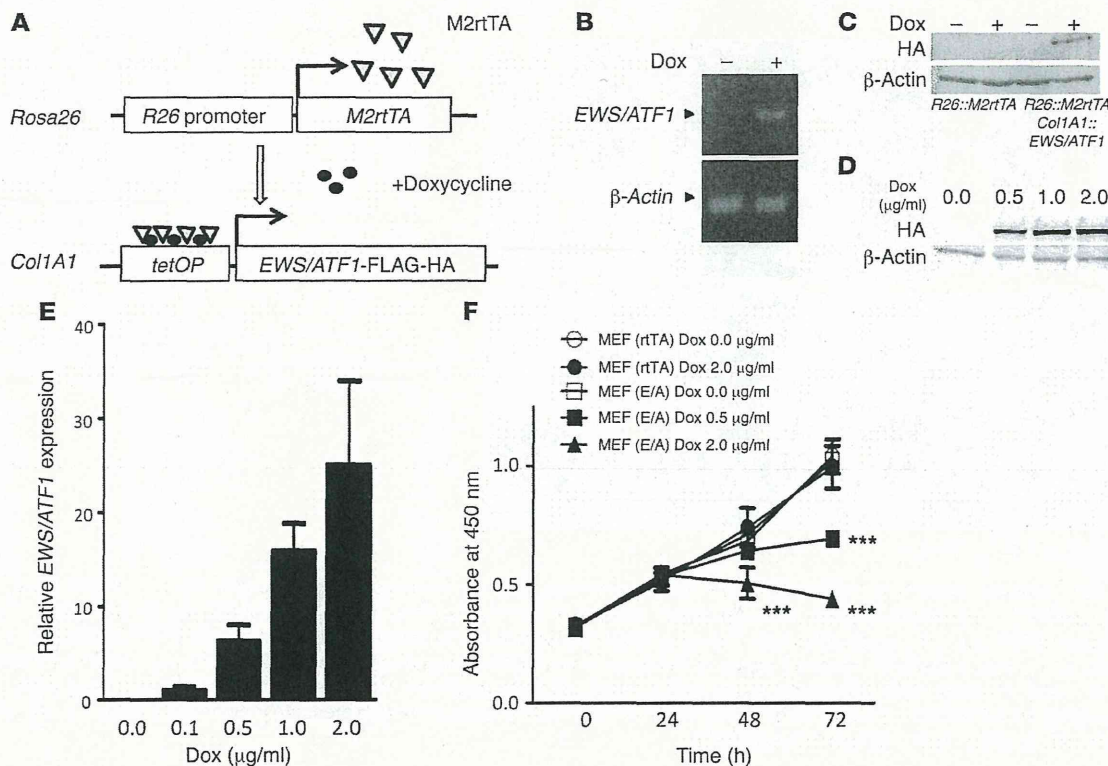 A
M2rtTA
Rosa26
R26 promoter
M2rtTA
+Doxycycline
Col1A1
tetOP
EWS/ATF1-FLAG-HA
B
Dox – +
EWS/ATF1
β-Actin
C
Dox – + – +
HA
β-Actin
R26::M2rtTA R26::M2rtTA
Col1A1::
EWS/ATF1
D
Dox
(μg/ml) 0.0 0.5 1.0 2.0
HA
β-Actin
E
Relative EWS/ATF1 expression
40
30
20
10
0
0.0 0.1 0.5 1.0 2.0
Dox (μg/ml)
F
MEF (rtTA) Dox 0.0 μg/ml
MEF (rtTA) Dox 2.0 μg/ml
MEF (E/A) Dox 0.0 μg/ml
MEF (E/A) Dox 0.5 μg/ml
MEF (E/A) Dox 2.0 μg/ml
Absorbance at 450 nm
1.0
0.5
0.0
***
***
***
0 24 48 72
Time (h)